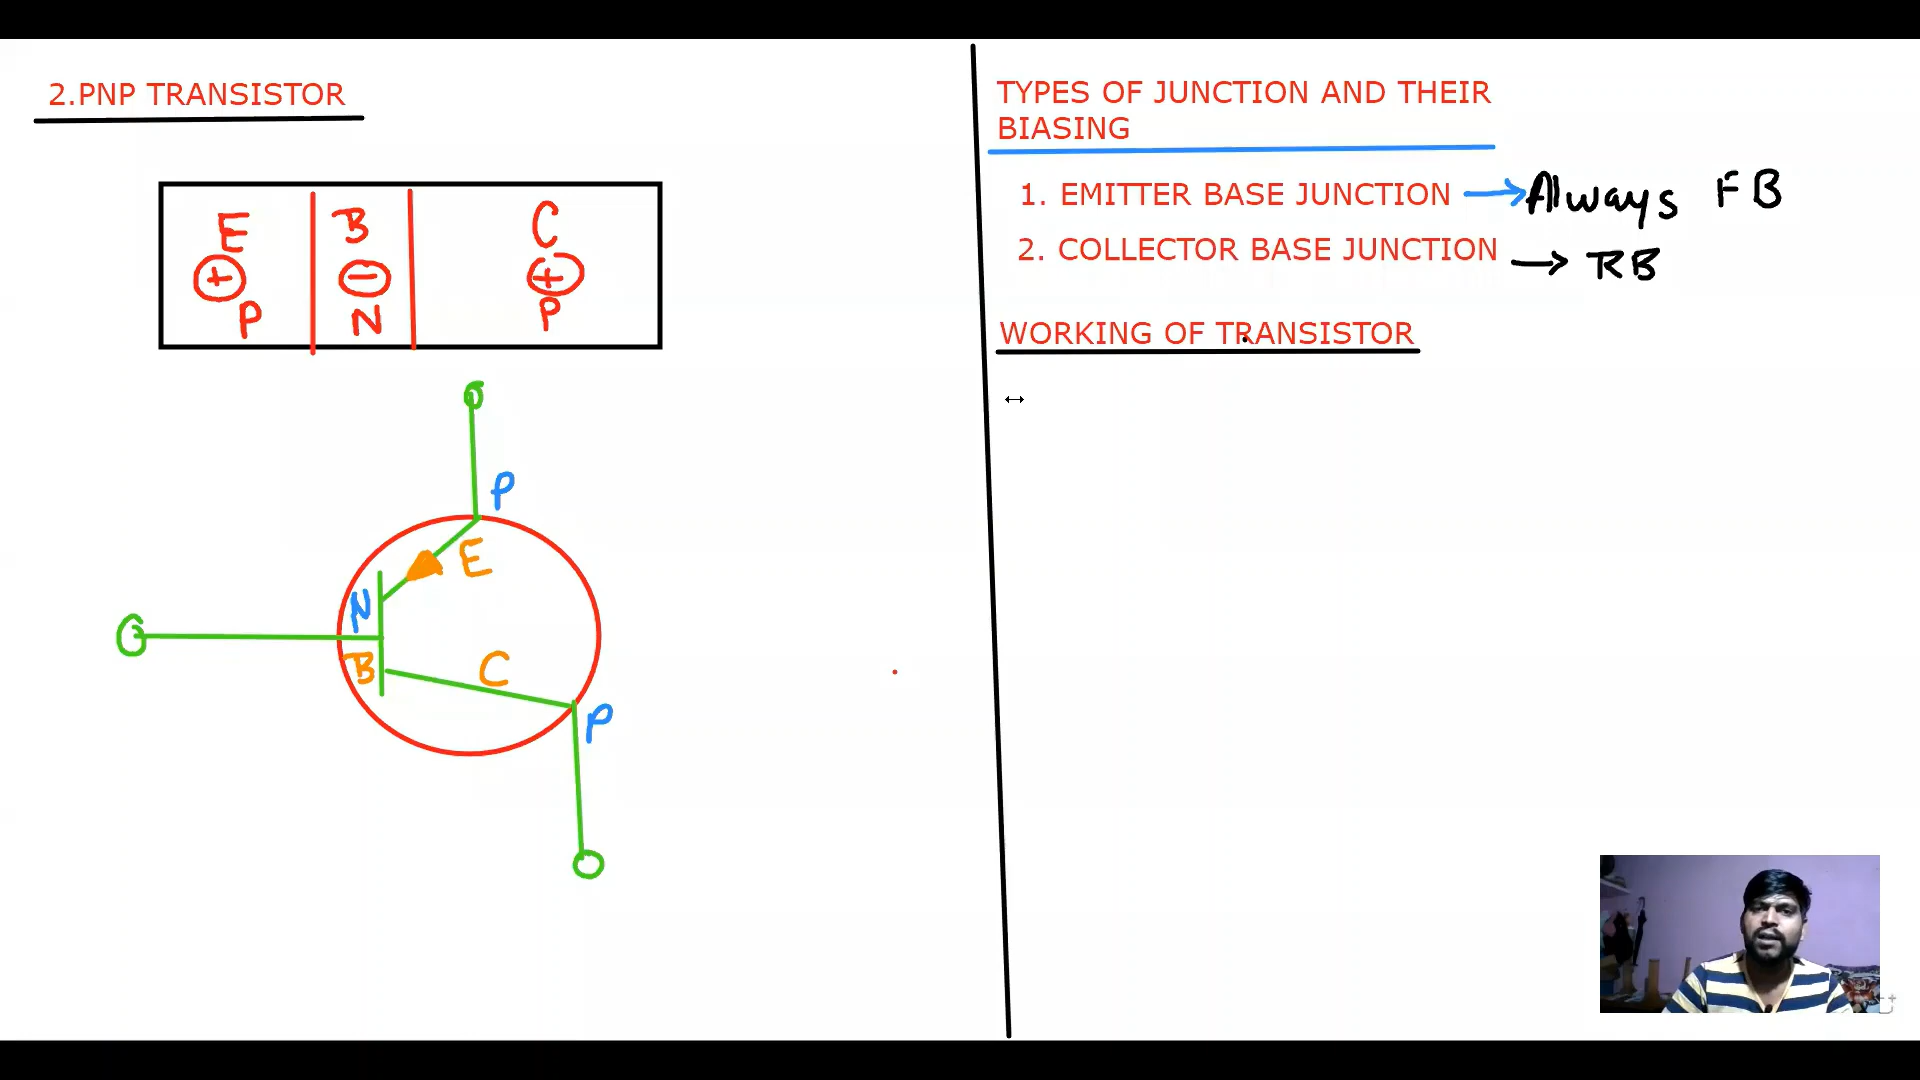 2.PNP TRANSISTOR
E B C
+ − +
P N P
P
E
N
B C
P
TYPES OF JUNCTION AND THEIR
BIASING
1. EMITTER BASE JUNCTION → Always FB
2. COLLECTOR BASE JUNCTION → RB
WORKING OF TRANSISTOR